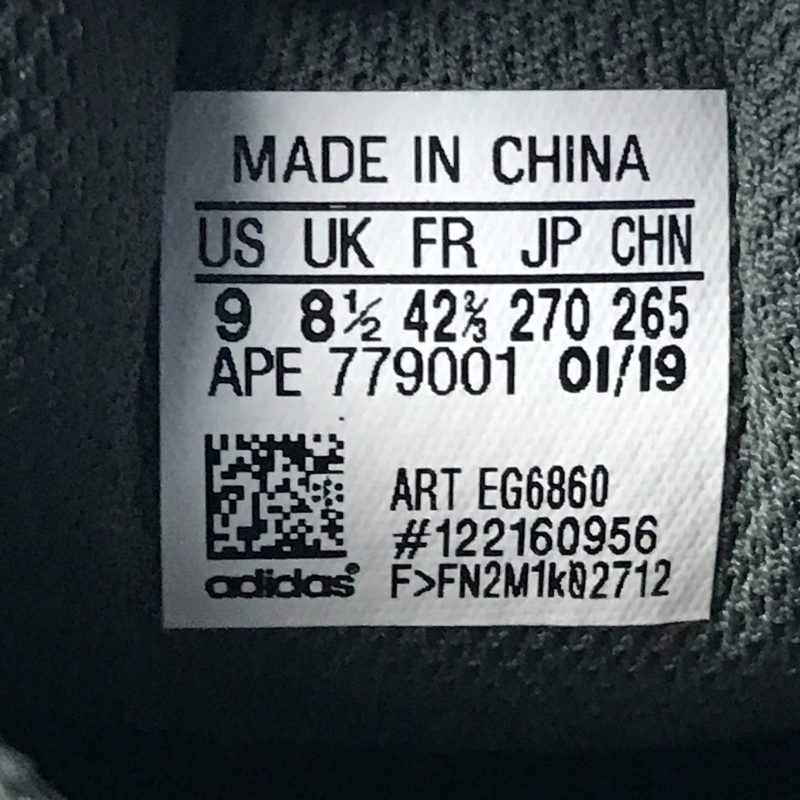 MADE IN CHINA
US UK FR JP CHN
9 8½ 42⅔ 270 265
APE 779001 01/19
ART EG6860
#122160956
adidas® F>FN2M1k02712